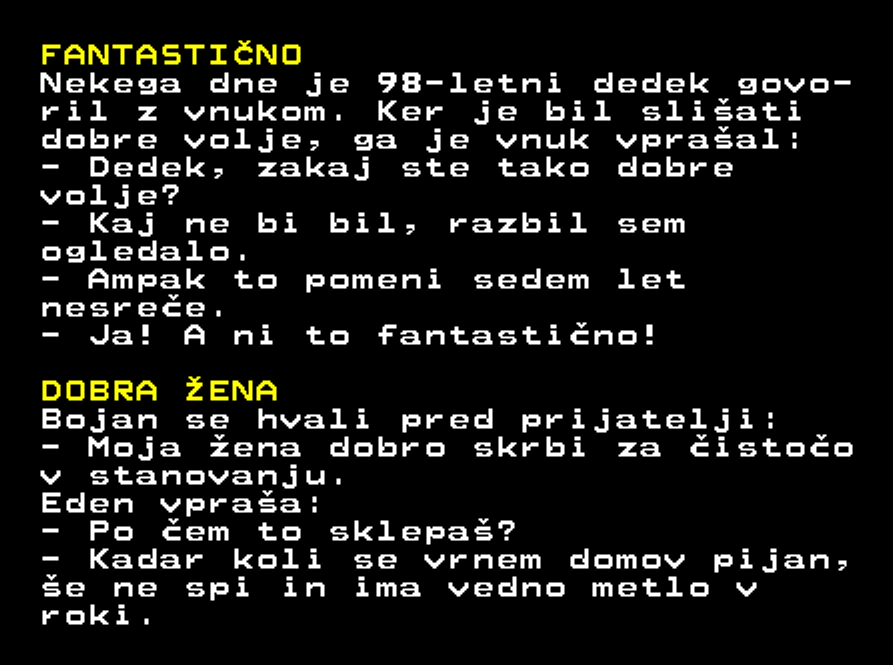 FANTASTIČNO
Nekega dne je 98-letni dedek govo-
ril z vnukom. Ker je bil slišati
dobre volje, ga je vnuk vprašal:
- Dedek, zakaj ste tako dobre
volje?
- Kaj ne bi bil, razbil sem
ogledalo.
- Ampak to pomeni sedem let
nesreče.
- Ja! A ni to fantastično!
DOBRA ŽENA
Bojan se hvali pred prijatelji:
- Moja žena dobro skrbi za čistočo
v stanovanju.
Eden vpraša:
- Po čem to sklepaš?
- Kadar koli se vrnem domov pijan,
še ne spi in ima vedno metlo v
roki.